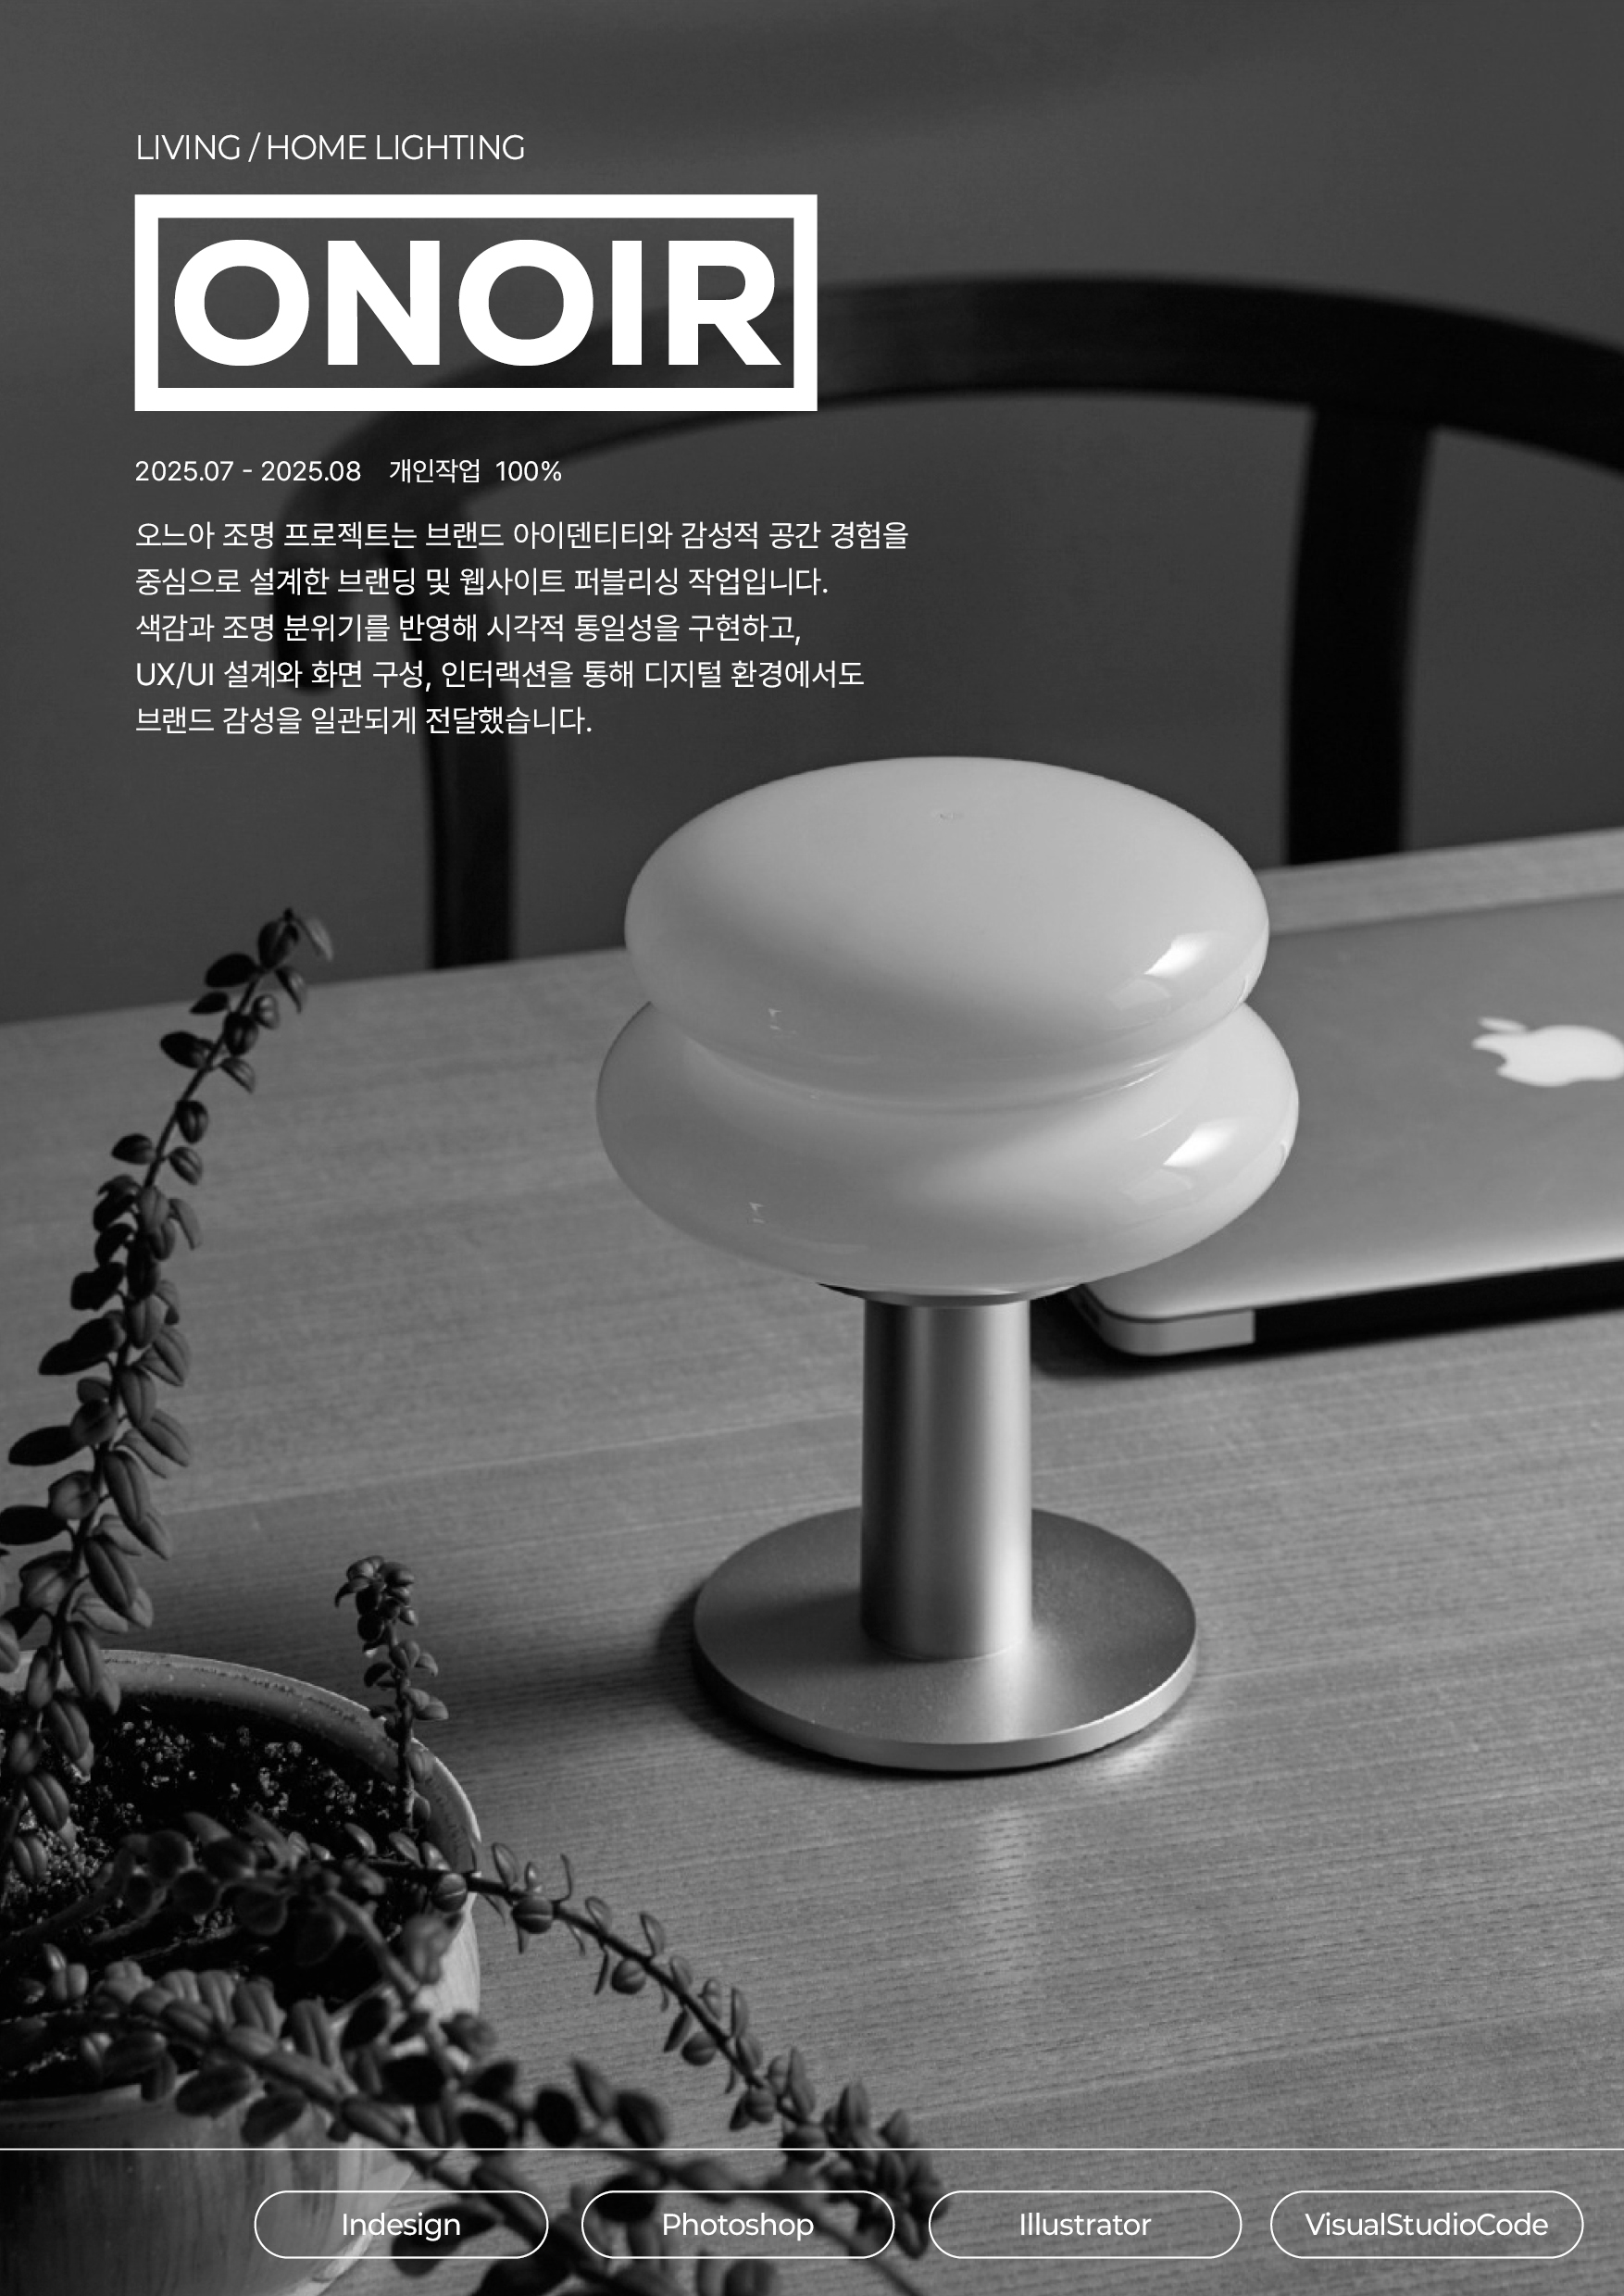 LIVING / HOME LIGHTING
ONOIR
2025.07 - 2025.08 개인작업 100%
오느아 조명 프로젝트는 브랜드 아이덴티티와 감성적 공간 경험을
중심으로 설계한 브랜딩 및 웹사이트 퍼블리싱 작업입니다.
색감과 조명 분위기를 반영해 시각적 통일성을 구현하고,
UX/UI 설계와 화면 구성, 인터랙션을 통해 디지털 환경에서도
브랜드 감성을 일관되게 전달했습니다.
Indesign
Photoshop
Illustrator
VisualStudioCode